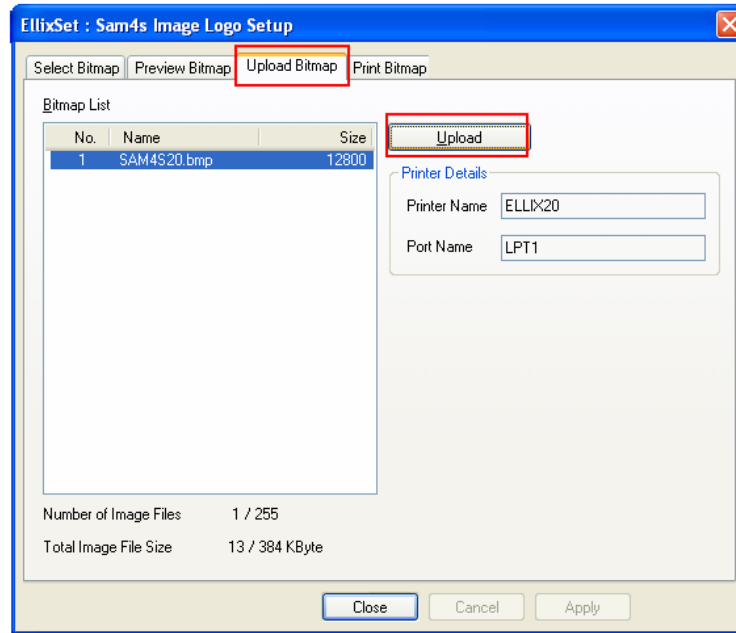 EllixSet : Sam4s Image Logo Setup
Select Bitmap Preview Bitmap Upload Bitmap Print Bitmap
Bitmap List
No. Name Size
1 SAM4S20.bmp 12800
Upload
Printer Details
Printer Name ELLIX20
Port Name LPT1
Number of Image Files 1 / 255
Total Image File Size 13 / 384 KByte
Close Cancel Apply